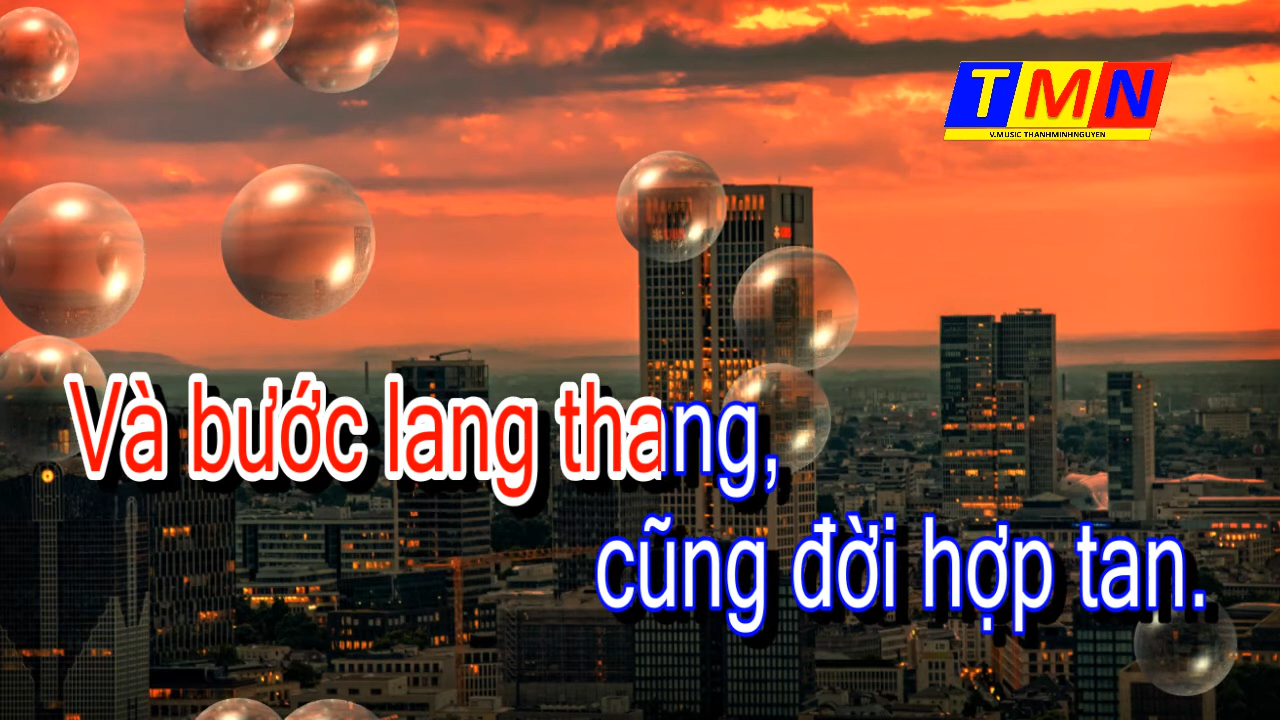 TMN
V.MUSIC THANHMINHNGUYEN
Và bước lang thang,
cũng đời hợp tan.